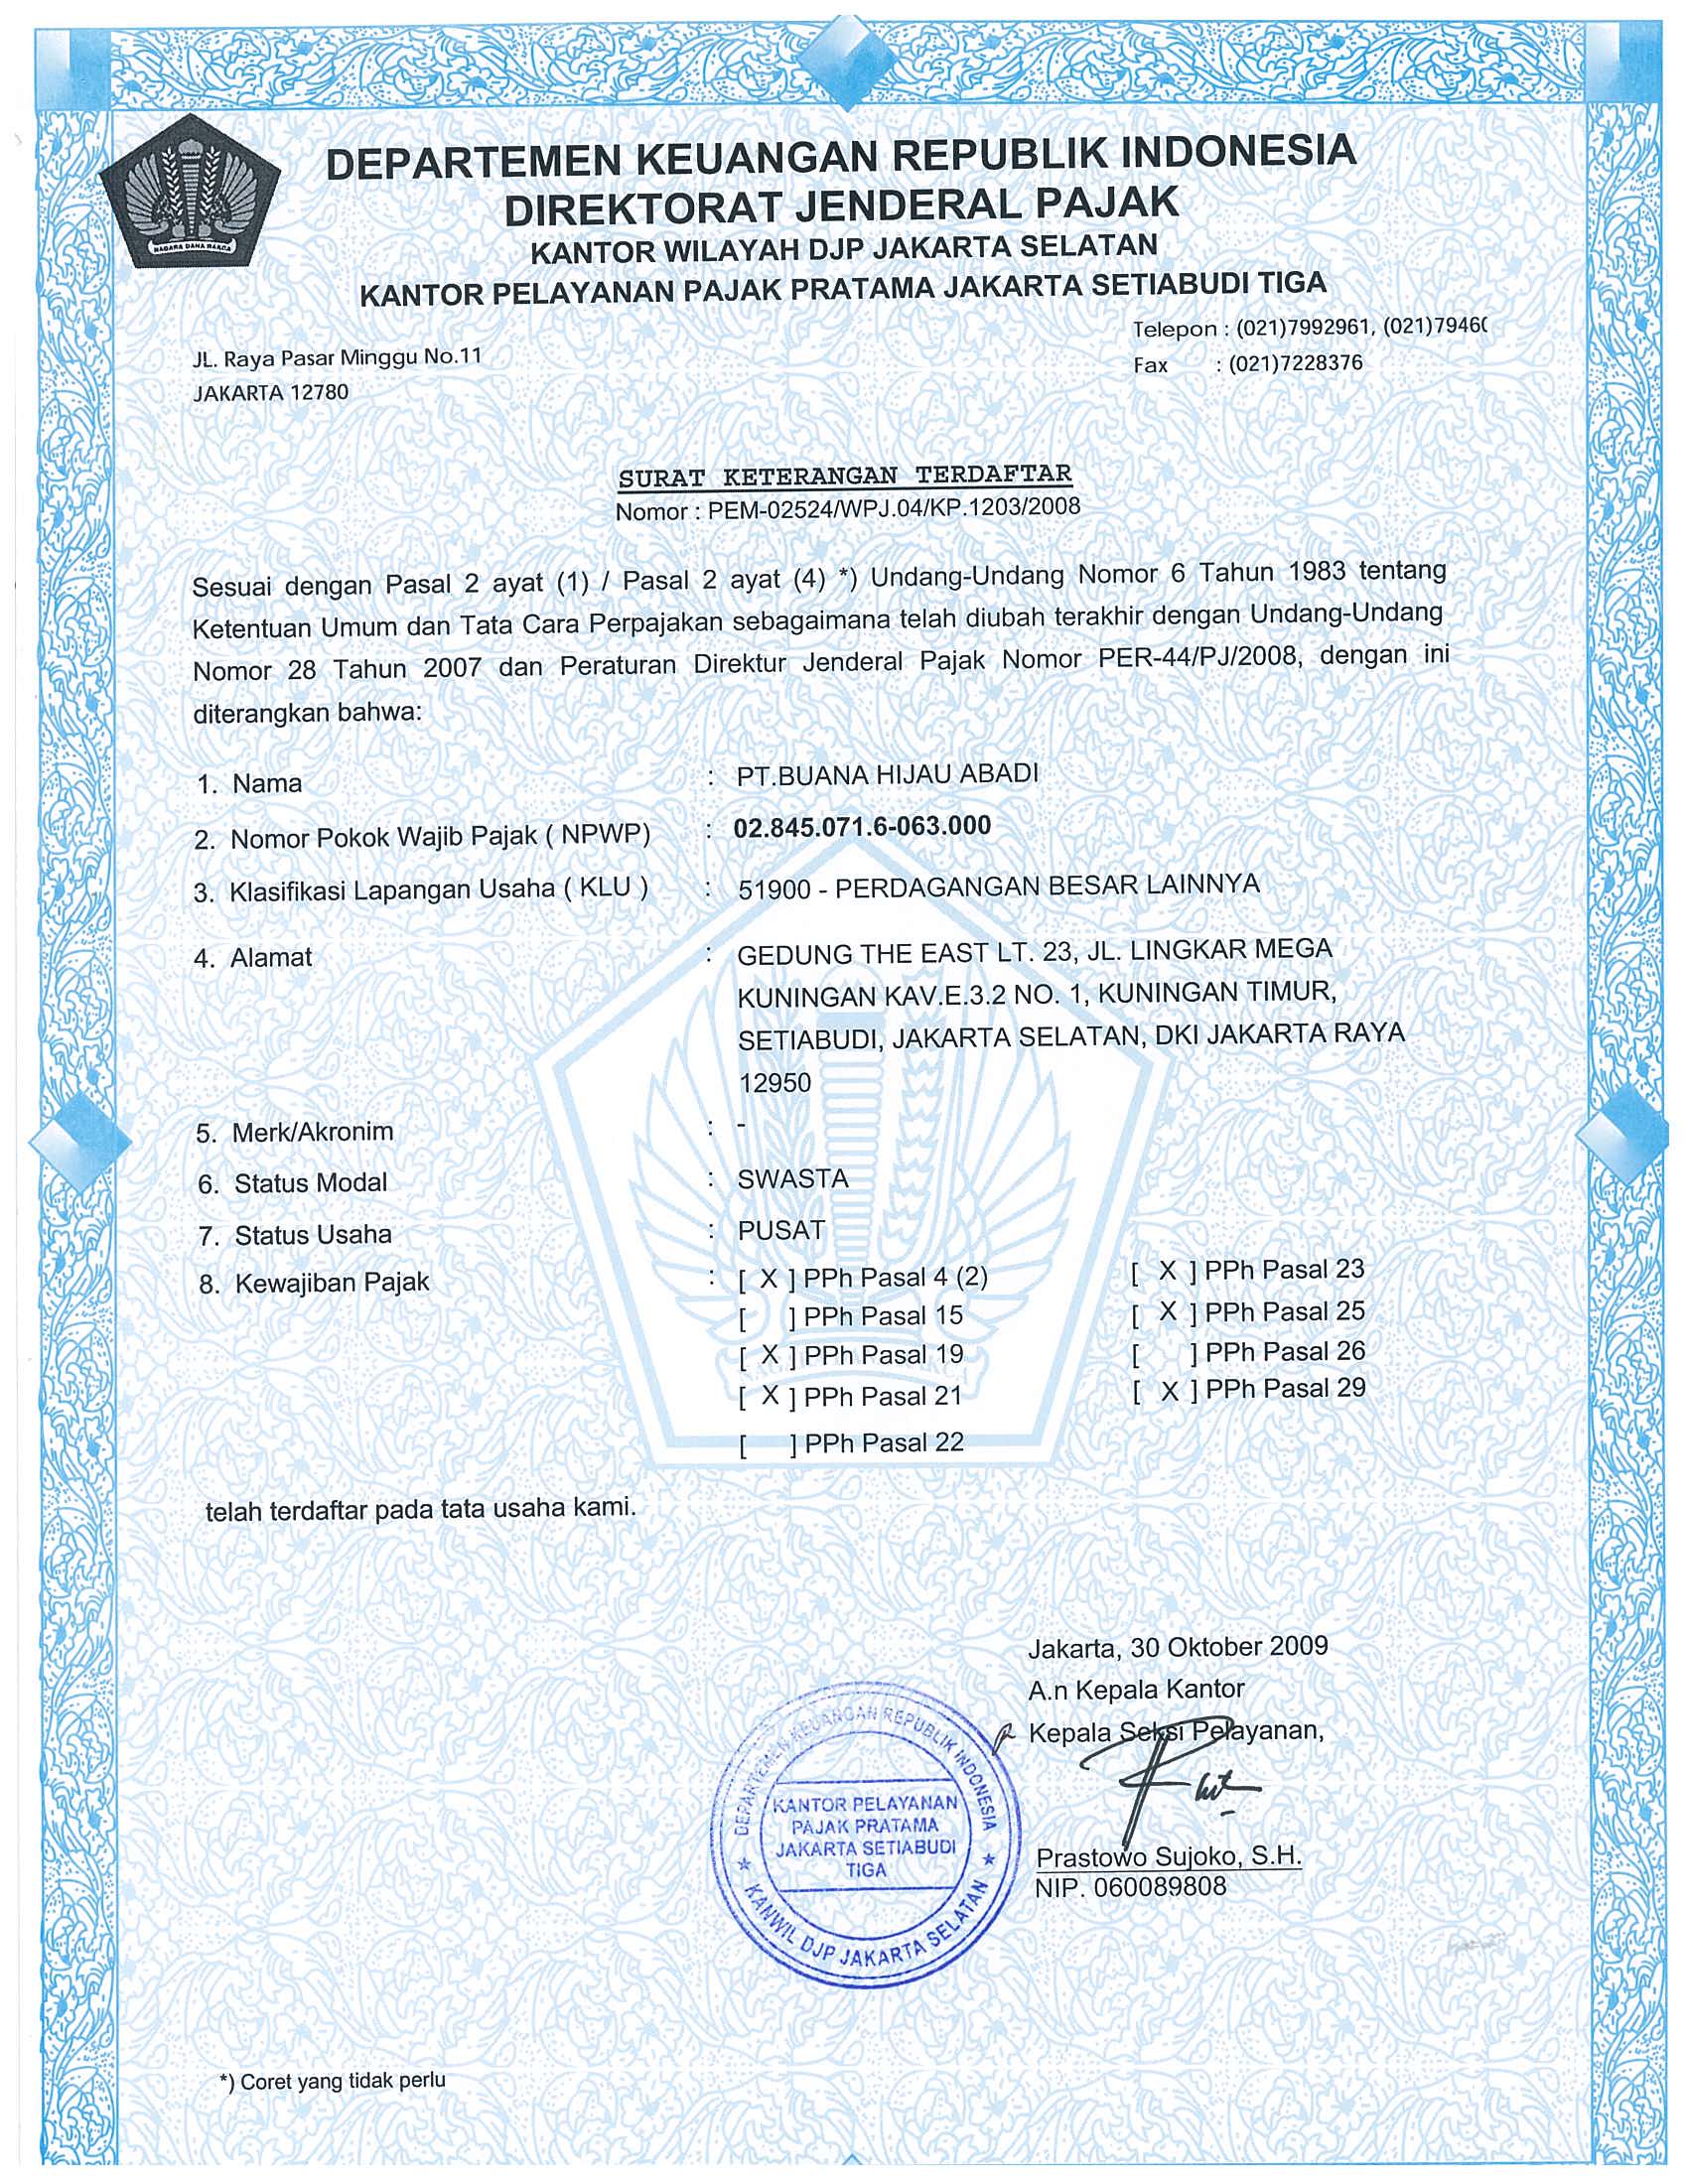 DEPARTEMEN KEUANGAN REPUBLIK INDONESIA
DIREKTORAT JENDERAL PAJAK
KANTOR WILAYAH DJP JAKARTA SELATAN
KANTOR PELAYANAN PAJAK PRATAMA JAKARTA SETIABUDI TIGA
NAGARA DANA RAKCA
Telepon : (021)7992961, (021)7946
JL. Raya Pasar Minggu No.11
Fax : (021)7228376
JAKARTA 12780
SURAT KETERANGAN TERDAFTAR
Nomor : PEM-02524/WPJ.04/KP.1203/2008
Sesuai dengan Pasal 2 ayat (1) / Pasal 2 ayat (4) *) Undang-Undang Nomor 6 Tahun 1983 tentang
Ketentuan Umum dan Tata Cara Perpajakan sebagaimana telah diubah terakhir dengan Undang-Undang
Nomor 28 Tahun 2007 dan Peraturan Direktur Jenderal Pajak Nomor PER-44/PJ/2008, dengan ini
diterangkan bahwa:
1. Nama : PT.BUANA HIJAU ABADI
2. Nomor Pokok Wajib Pajak ( NPWP) : 02.845.071.6-063.000
3. Klasifikasi Lapangan Usaha ( KLU ) : 51900 - PERDAGANGAN BESAR LAINNYA
4. Alamat : GEDUNG THE EAST LT. 23, JL. LINGKAR MEGA
KUNINGAN KAV.E.3.2 NO. 1, KUNINGAN TIMUR,
SETIABUDI, JAKARTA SELATAN, DKI JAKARTA RAYA
12950
5. Merk/Akronim : -
6. Status Modal : SWASTA
7. Status Usaha : PUSAT
8. Kewajiban Pajak : [ X ] PPh Pasal 4 (2) [ X ] PPh Pasal 23
[ ] PPh Pasal 15 [ X ] PPh Pasal 25
[ X ] PPh Pasal 19 [ ] PPh Pasal 26
[ X ] PPh Pasal 21 [ X ] PPh Pasal 29
[ ] PPh Pasal 22
telah terdaftar pada tata usaha kami.
Jakarta, 30 Oktober 2009
A.n Kepala Kantor
Kepala Seksi Pelayanan,
DEPARTEMEN KEUANGAN REPUBLIK INDONESIA
KANTOR PELAYANAN
PAJAK PRATAMA
JAKARTA SETIABUDI
TIGA
KANWIL DJP JAKARTA SELATAN
Prastowo Sujoko, S.H.
NIP. 060089808
*) Coret yang tidak perlu